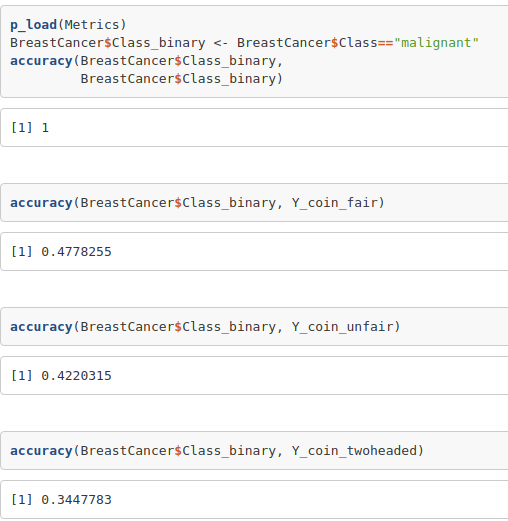 p_load(Metrics)
BreastCancer$Class_binary <- BreastCancer$Class=="malignant"
accuracy(BreastCancer$Class_binary,
         BreastCancer$Class_binary)
[1] 1
accuracy(BreastCancer$Class_binary, Y_coin_fair)
[1] 0.4778255
accuracy(BreastCancer$Class_binary, Y_coin_unfair)
[1] 0.4220315
accuracy(BreastCancer$Class_binary, Y_coin_twoheaded)
[1] 0.3447783